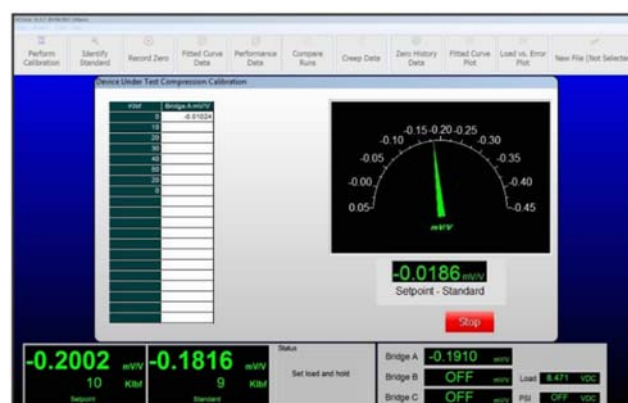 Perform Calibration
Identify Standard
Record Zero
Fitted Curve Data
Performance Data
Compare Runs
Creep Data
Zero History Data
Fitted Curve Plot
Load vs. Error Plot
New File (Not Selected
Device Under Test Compression Calibration
Klbf Bridge A mV/V
0 -0.01024
10
20
30
40
50
20
0
0.05 -0.00 -0.05 -0.10 -0.15 -0.20 -0.25 -0.30 -0.35 -0.40 -0.45
mV/V
-0.0186 mV/V
Setpoint - Standard
Stop
-0.2002 mV/V
10 Klbf
Setpoint
-0.1816 mV/V
9 Klbf
Standard
Status
Set load and hold
Bridge A -0.1910 mV/V
Bridge B OFF mV/V Load 8.471 VDC
Bridge C OFF mV/V PSI OFF VDC